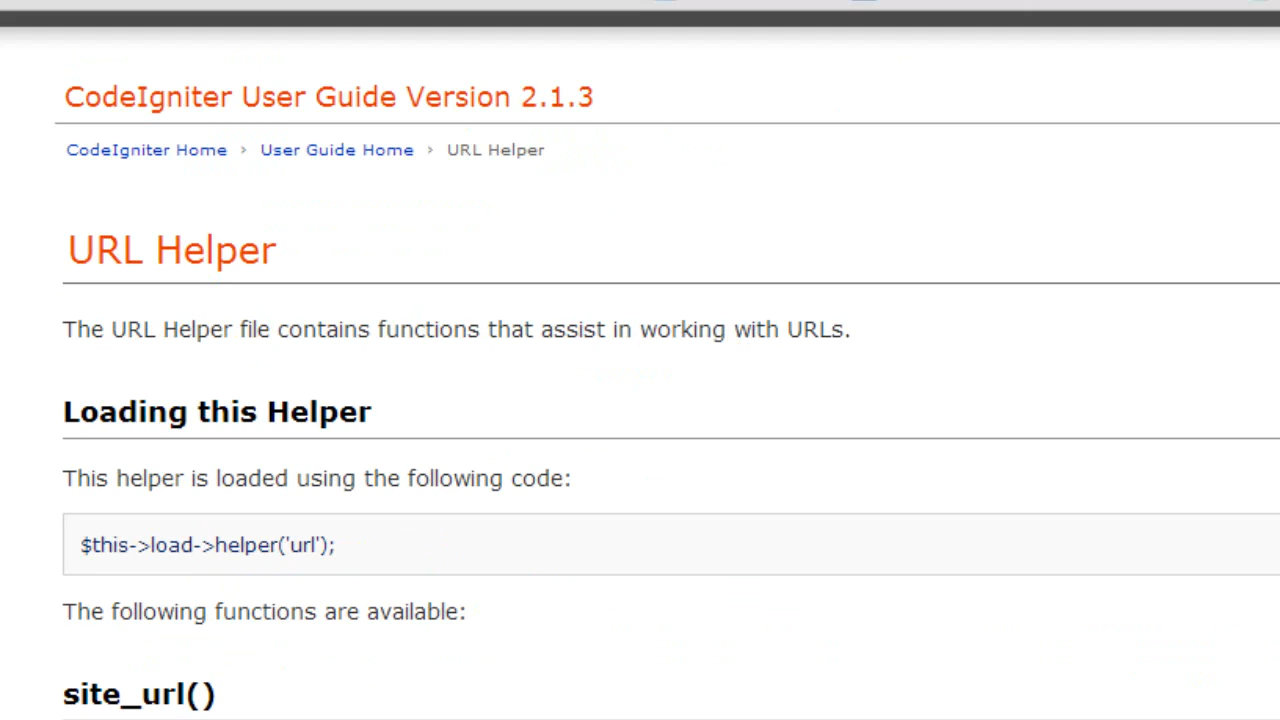 CodeIgniter User Guide Version 2.1.3
CodeIgniter Home › User Guide Home › URL Helper
URL Helper
The URL Helper file contains functions that assist in working with URLs.
Loading this Helper
This helper is loaded using the following code:
$this->load->helper('url');
The following functions are available:
site_url()